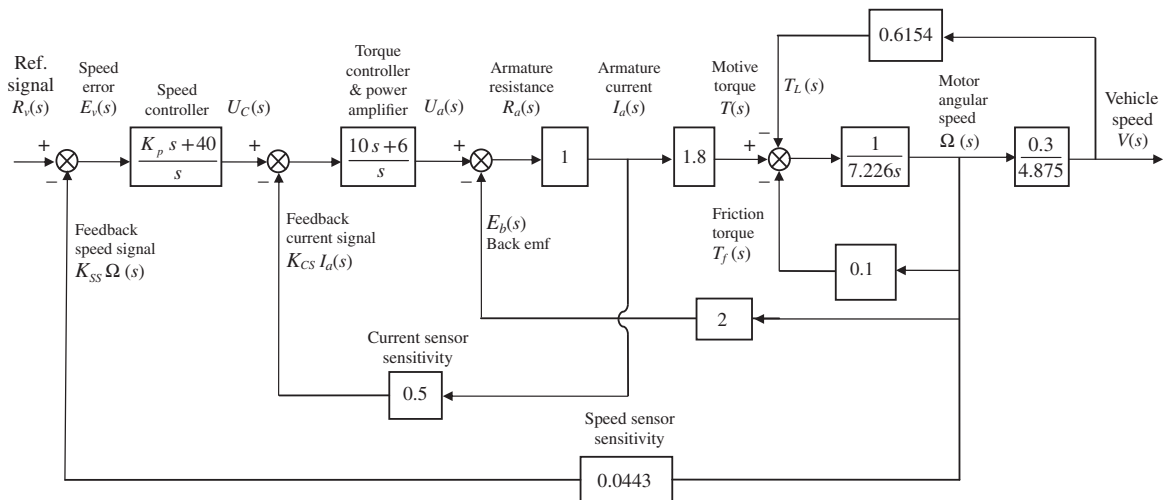 Ref.
signal
R_v(s)
Speed
error
E_v(s)
Speed
controller
U_C(s)
Torque
controller
& power
amplifier
U_a(s)
Armature
resistance
R_a(s)
Armature
current
I_a(s)
Motive
torque
T(s)
T_L(s)
0.6154
Motor
angular
speed
Ω (s)
Vehicle
speed
V(s)
+
−
K_p s+40
s
+
−
10s+6
s
+
−
1
1.8
+
−
−
1
7.226s
0.3
4.875
Feedback
speed signal
K_SS Ω (s)
Feedback
current signal
K_CS I_a(s)
E_b(s)
Back emf
Friction
torque
T_f(s)
0.1
2
Current sensor
sensitivity
0.5
Speed sensor
sensitivity
0.0443